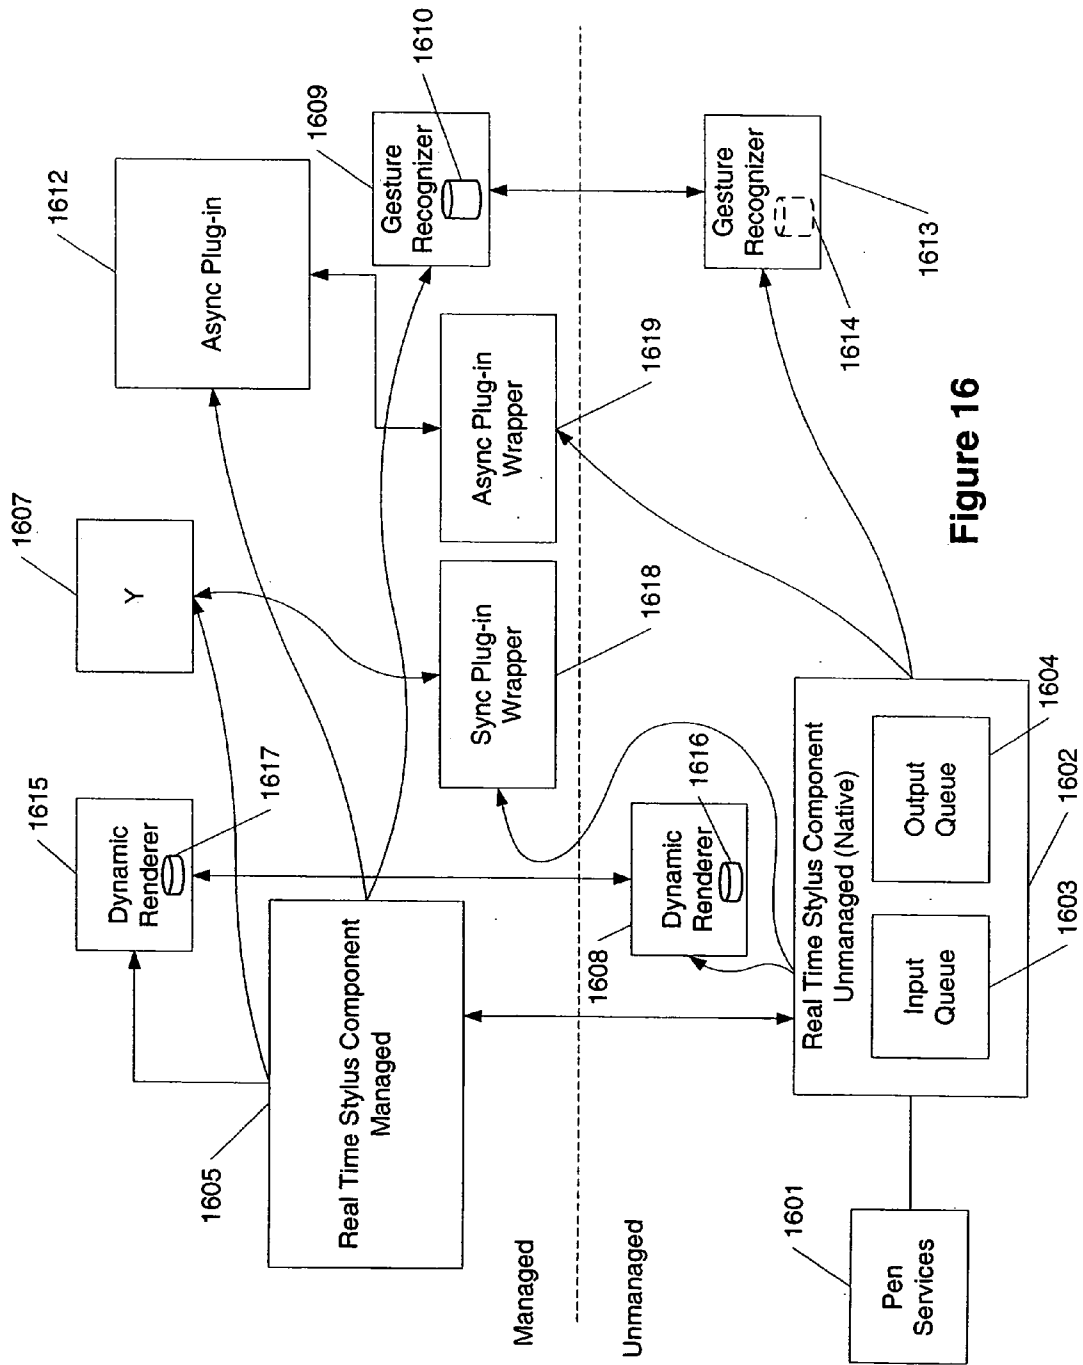 1615
1607
1612
1609
1610
Dynamic
Renderer
1617
Y
Async Plug-in
Gesture
Recognizer
1605
Real Time Stylus Component
Managed
Sync Plug-in
Wrapper
1618
Async Plug-in
Wrapper
1619
Managed
Unmanaged
1608
Dynamic
Renderer
1616
Gesture
Recognizer
1614
1613
1601
Pen
Services
Real Time Stylus Component
Unmanaged (Native)
Input
Queue
Output
Queue
1603
1602
1604
Figure 16